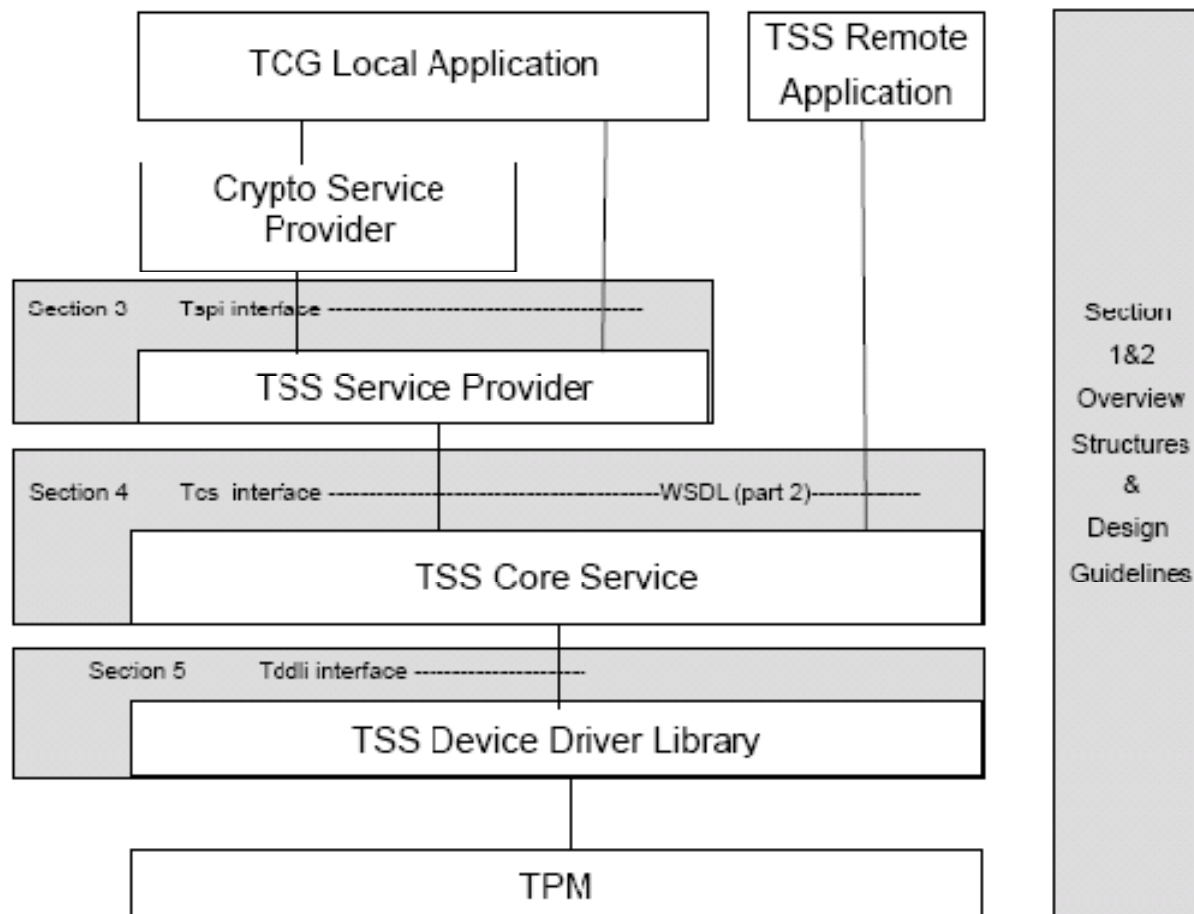 TCG Local Application
TSS Remote
Application
Crypto Service
Provider
Section 3 Tspi interface ------------------------------------------
TSS Service Provider
Section 4 Tcs interface --------------------------------------------WSDL (part 2)--------------
TSS Core Service
Section 5 Tddli interface ----------------------
TSS Device Driver Library
TPM
Section
1&2
Overview
Structures
&
Design
Guidelines